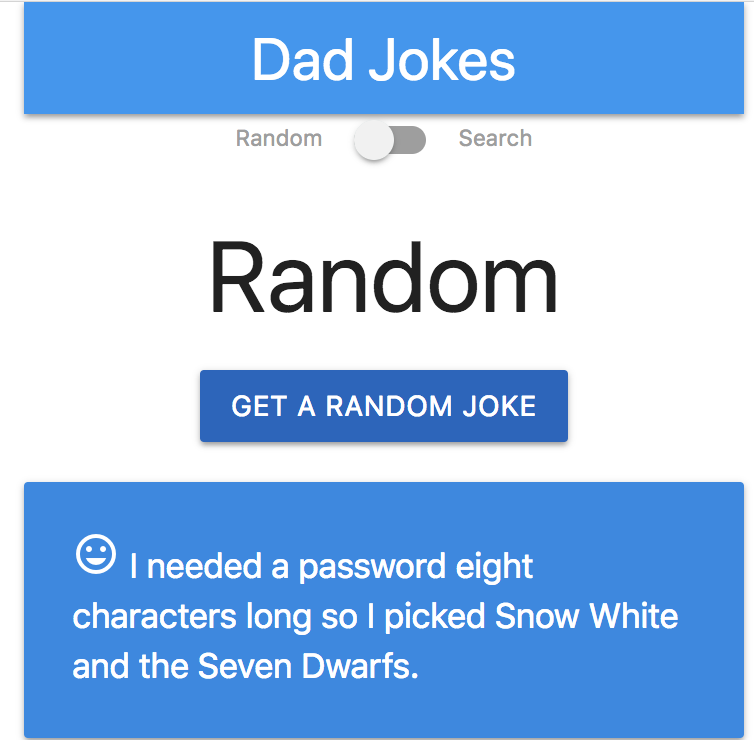 Dad Jokes
Random Search
Random
GET A RANDOM JOKE
I needed a password eight
characters long so I picked Snow White
and the Seven Dwarfs.